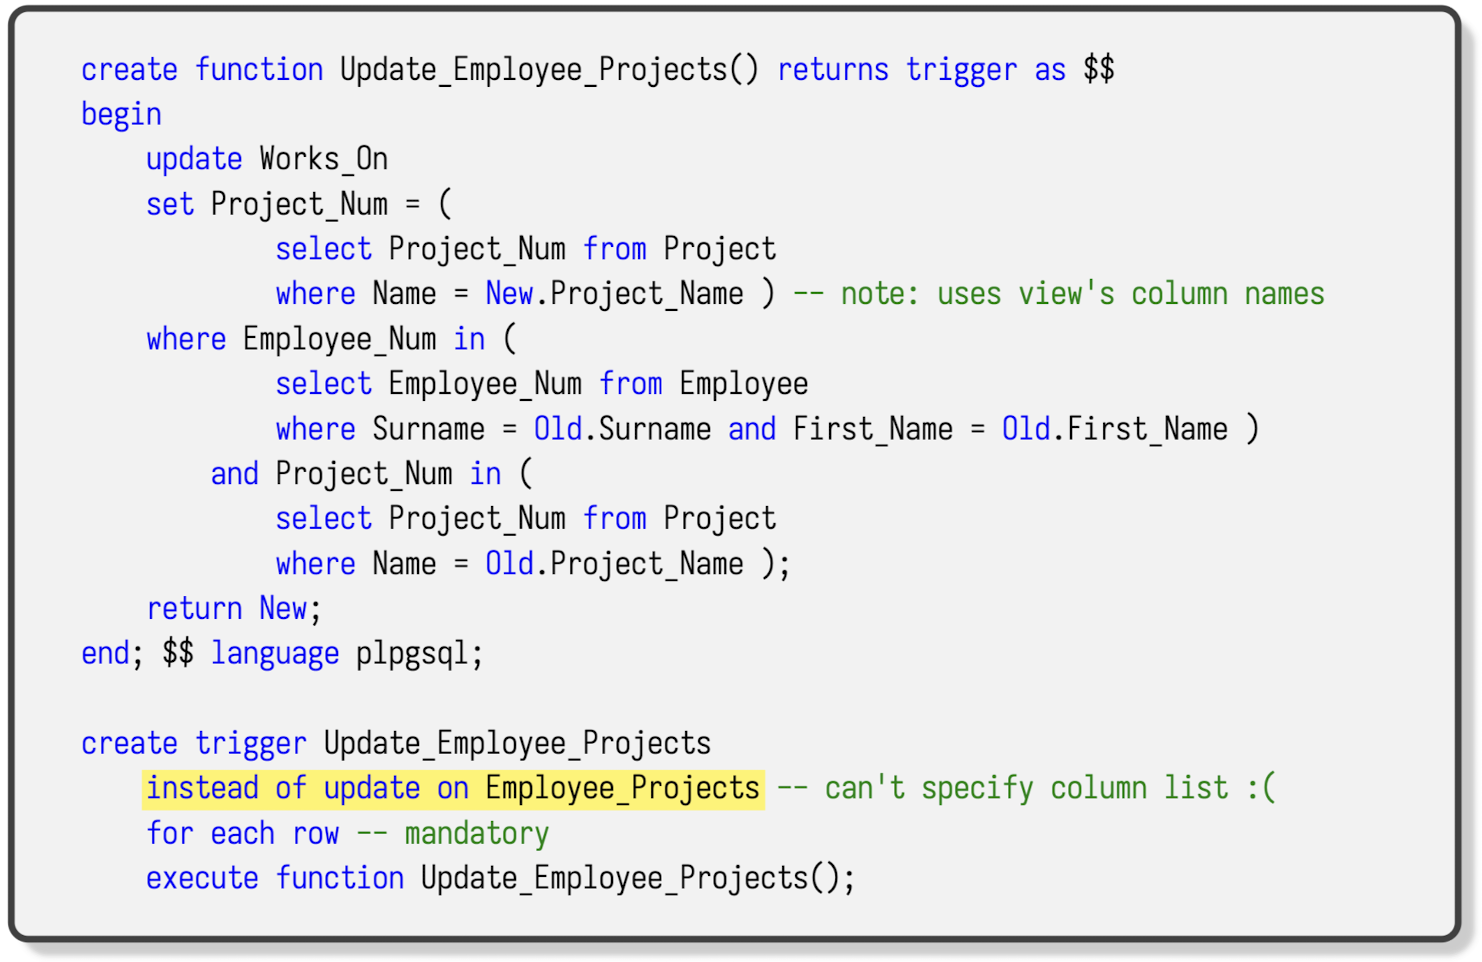 create function Update_Employee_Projects() returns trigger as $$
begin
    update Works_On
    set Project_Num = (
            select Project_Num from Project
            where Name = New.Project_Name ) -- note: uses view's column names
    where Employee_Num in (
            select Employee_Num from Employee
            where Surname = Old.Surname and First_Name = Old.First_Name )
        and Project_Num in (
            select Project_Num from Project
            where Name = Old.Project_Name );
    return New;
end; $$ language plpgsql;

create trigger Update_Employee_Projects
    instead of update on Employee_Projects -- can't specify column list :(
    for each row -- mandatory
    execute function Update_Employee_Projects();